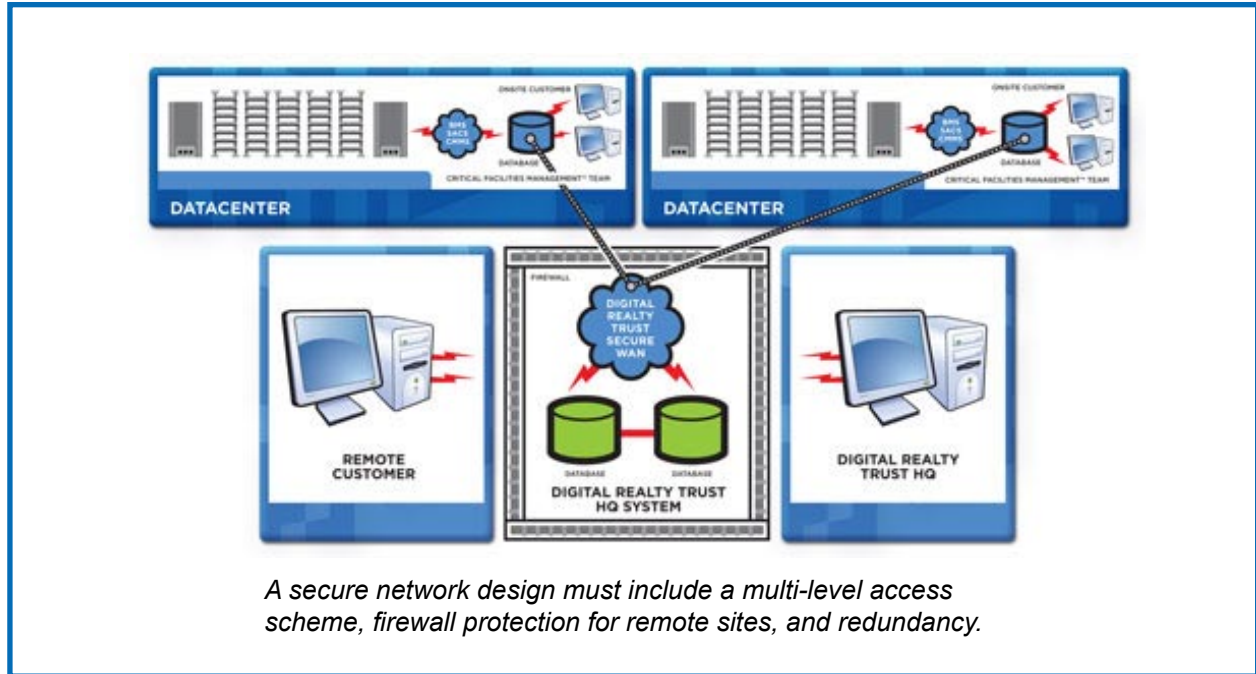 ONSITE CUSTOMER
BMS
SACS
CMMS
DATABASE
CRITICAL FACILITIES MANAGEMENT™ TEAM
DATACENTER
ONSITE CUSTOMER
BMS
SACS
CMMS
DATABASE
CRITICAL FACILITIES MANAGEMENT™ TEAM
DATACENTER
REMOTE
CUSTOMER
FIREWALL
DIGITAL
REALTY
TRUST
SECURE
WAN
DATABASE
DATABASE
DIGITAL REALTY TRUST
HQ SYSTEM
DIGITAL REALTY
TRUST HQ
A secure network design must include a multi-level access
scheme, firewall protection for remote sites, and redundancy.